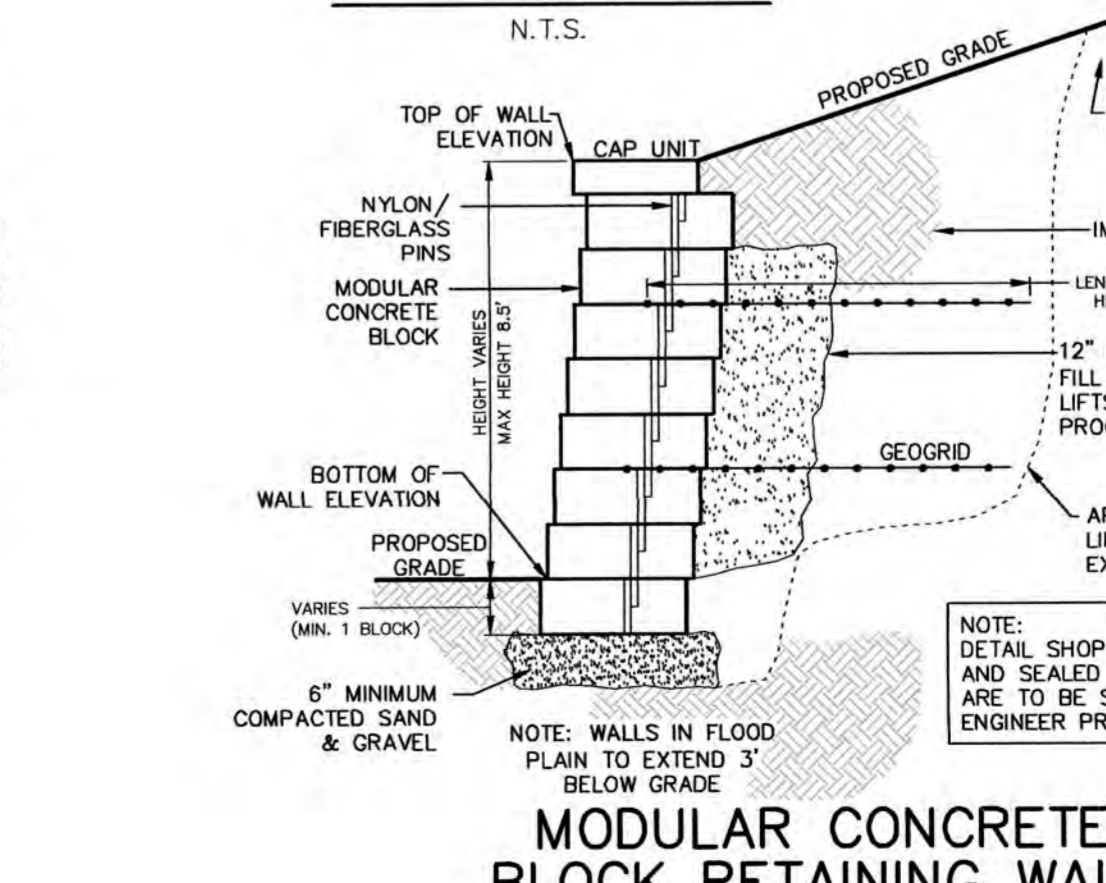 N.T.S.
PROPOSED GRADE
TOP OF WALL
ELEVATION
CAP UNIT
NYLON/
FIBERGLASS
PINS
MODULAR
CONCRETE
BLOCK
HEIGHT VARIES
MAX HEIGHT 8.5'
12"
FILL
GEOGRID
BOTTOM OF
WALL ELEVATION
PROPOSED
GRADE
VARIES
(MIN. 1 BLOCK)
6" MINIMUM
COMPACTED SAND
& GRAVEL
NOTE: WALLS IN FLOOD
PLAIN TO EXTEND 3'
BELOW GRADE
NOTE:
DETAIL SHOP
AND SEALED
ARE TO BE
ENGINEER
MODULAR CONCRETE
BLOCK RETAINING